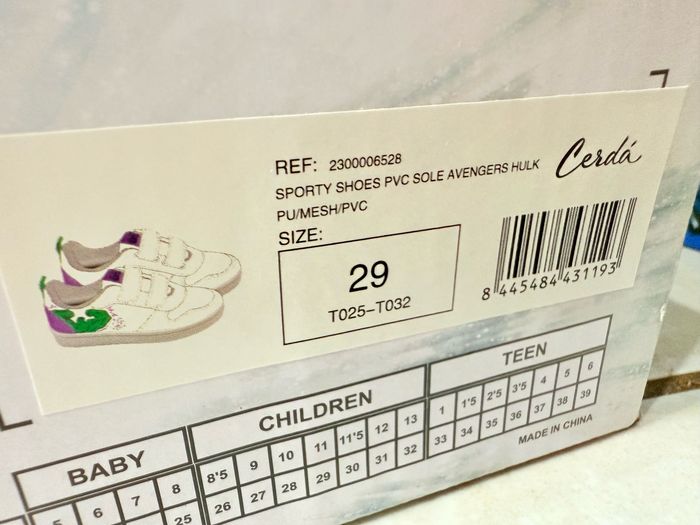 Cerdá
REF: 2300006528
SPORTY SHOES PVC SOLE AVENGERS HULK
PU/MESH/PVC
SIZE:
29
T025-T032
8 445484 431193
BABY CHILDREN TEEN
5 6 7 8 8'5 9 10 11 11'5 12 13 1 1'5 2'5 3'5 4 5 6
25 26 27 28 29 30 31 32 33 34 35 36 37 38 39
MADE IN CHINA